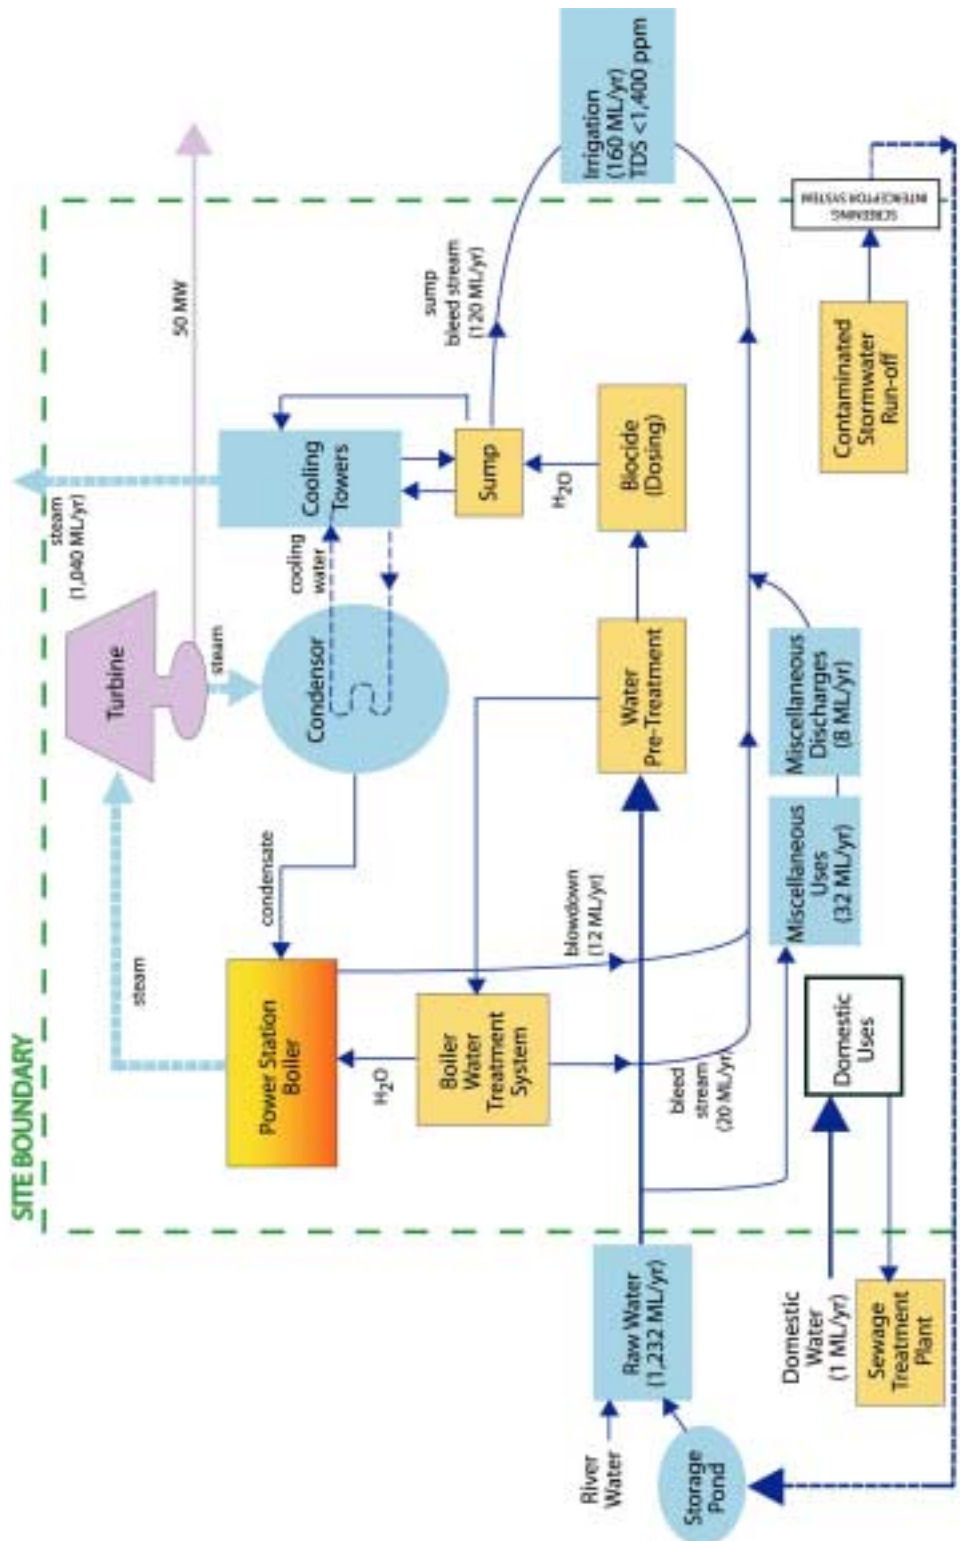 SITE BOUNDARY
steam
(1,040 ML/yr)
50 MW
Turbine
steam
steam
Power Station
Boiler
condensate
Condensor
cooling
water
Cooling
Towers
H2O
Boiler
Water
Treatment
System
blowdown
(12 ML/yr)
bleed
stream
(20 ML/yr)
Water
Pre-Treatment
Biocide
(Dosing)
H2O
Sump
sump
bleed stream
(120 ML/yr)
Irrigation
(160 ML/yr)
TDS <1,400 ppm
River
Water
Raw Water
(1,232 ML/yr)
Storage
Pond
Domestic
Water
(1 ML/yr)
Domestic
Uses
Sewage
Treatment
Plant
Miscellaneous
Uses
(32 ML/yr)
Miscellaneous
Discharges
(8 ML/yr)
Contaminated
Stormwater
Run-off
SCREENING
INTERCEPTOR SYSTEM